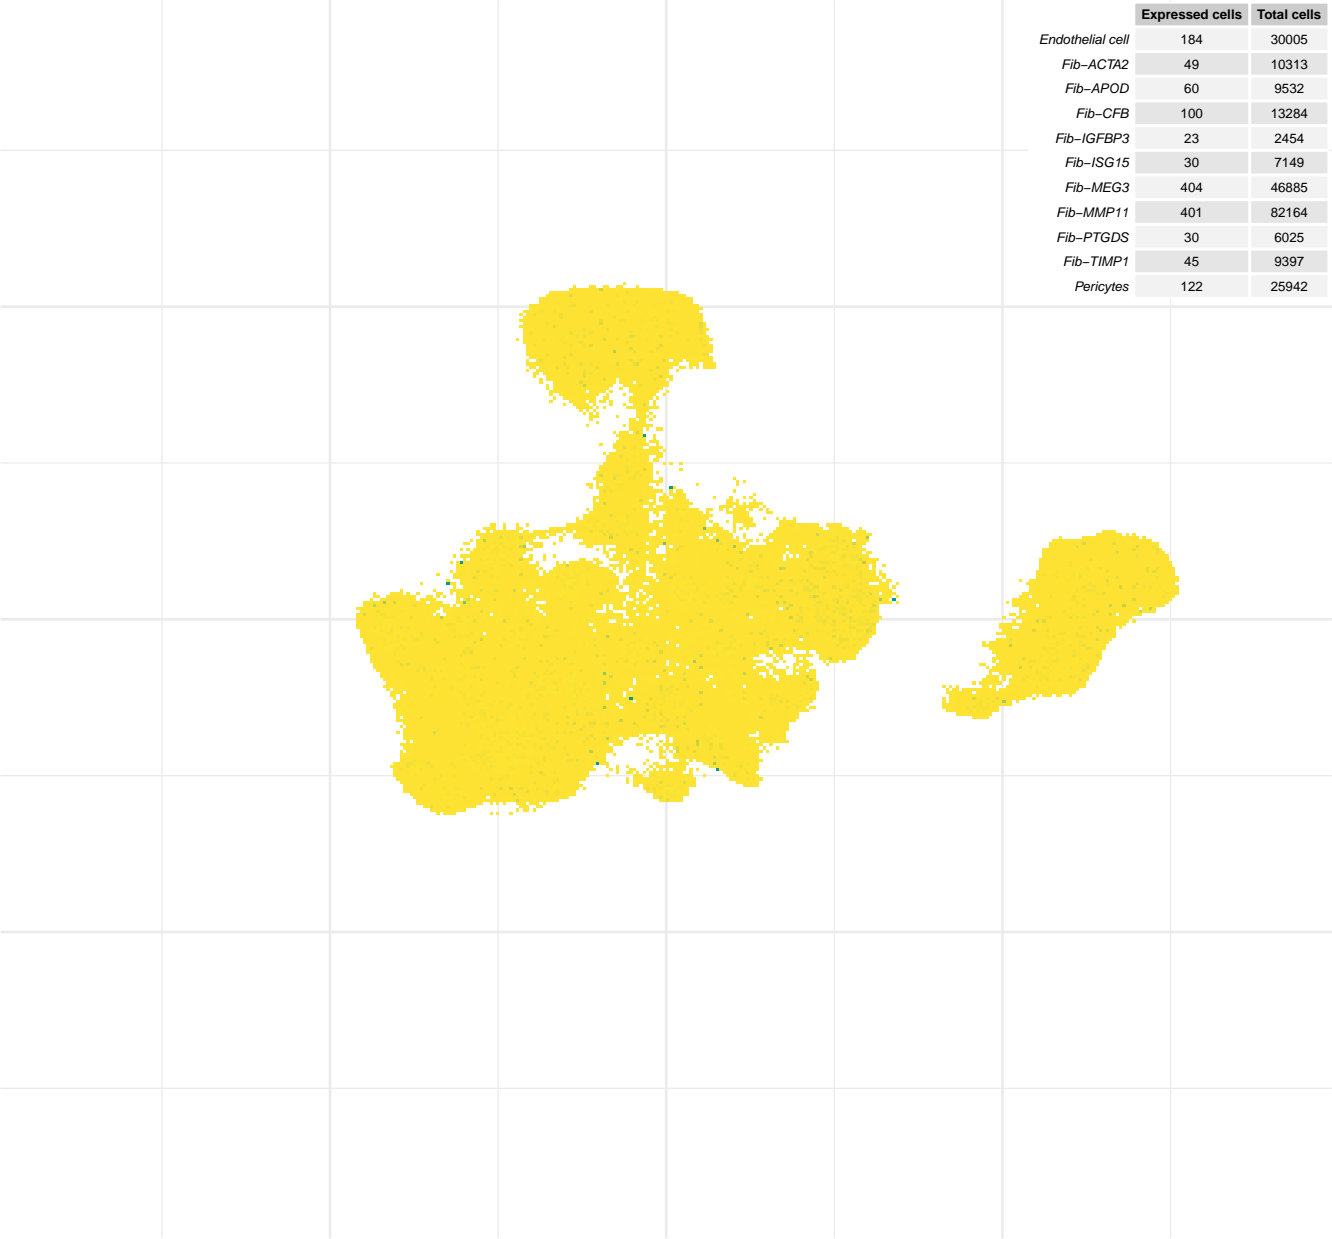 Expressed cells Total cells
Endothelial cell 184 30005
Fib−ACTA2 49 10313
Fib−APOD 60 9532
Fib−CFB 100 13284
Fib−IGFBP3 23 2454
Fib−ISG15 30 7149
Fib−MEG3 404 46885
Fib−MMP11 401 82164
Fib−PTGDS 30 6025
Fib−TIMP1 45 9397
Pericytes 122 25942